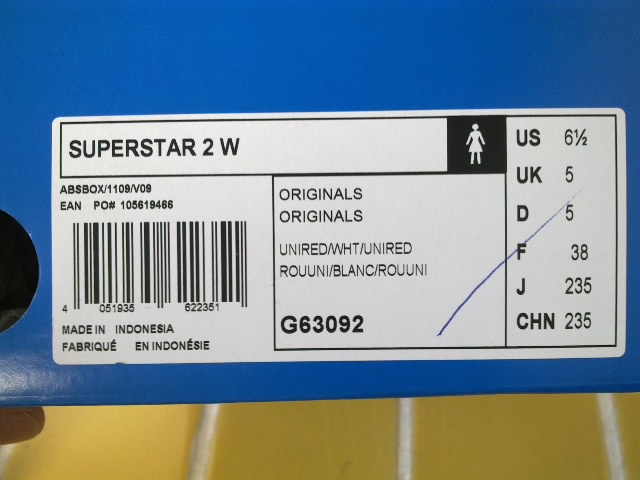 SUPERSTAR 2 W
ABSBOX/1109/V09
EAN PO# 105619466
4 051935 622351
MADE IN INDONESIA
FABRIQUÉ EN INDONÉSIE
ORIGINALS
ORIGINALS
UNIRED/WHT/UNIRED
ROUUNI/BLANC/ROUUNI
G63092
US 6½
UK 5
D 5
F 38
J 235
CHN 235